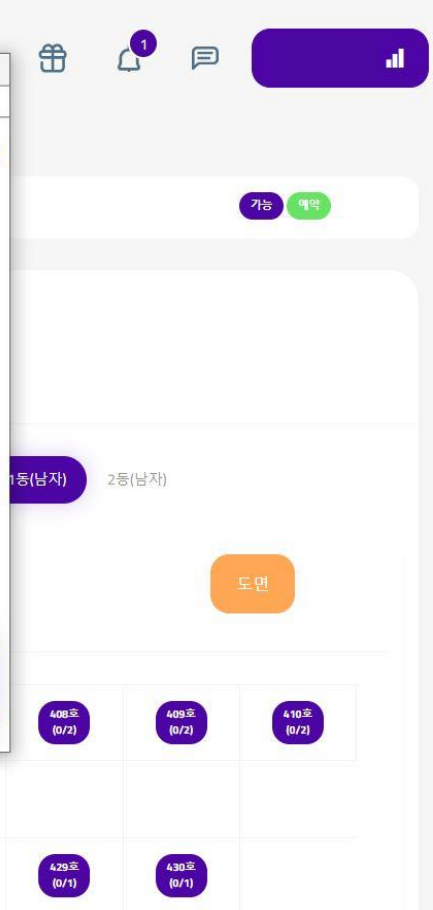 1
가능 예약
1동(남자) 2동(남자)
도면
408호 409호 410호
(0/2) (0/2) (0/2)
429호 430호
(0/1) (0/1)